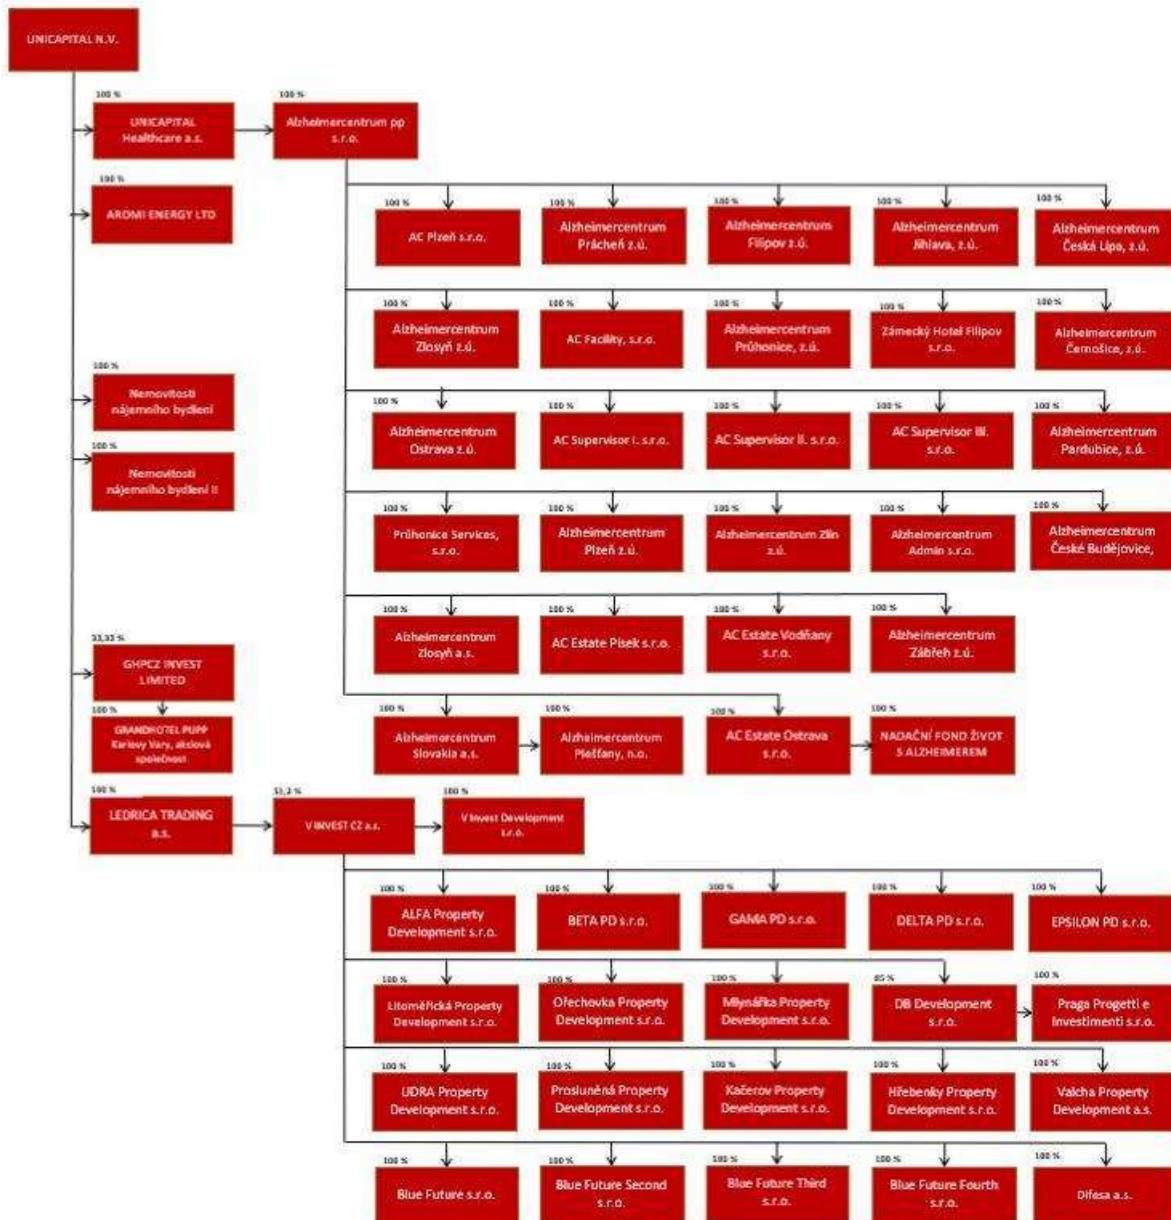 UNICAPITAL N.V.
100 %
UNICAPITAL
Healthcare a.s.
100 %
Alzheimercentrum pp
s.r.o.
100 %
AROMI ENERGY LTD
100 %
AC Plzeň s.r.o.
100 %
Alzheimercentrum
Prácheň z.ú.
100 %
Alzheimercentrum
Filipov z.ú.
100 %
Alzheimercentrum
Jihlava, z.ú.
100 %
Alzheimercentrum
Česká Lípa, z.ú.
100 %
Alzheimercentrum
Zlosyň z.ú.
100 %
AC Facility, s.r.o.
100 %
Alzheimercentrum
Průhonice, z.ú.
100 %
Zámecký Hotel Filipov
s.r.o.
100 %
Alzheimercentrum
Černošice, z.ú.
100 %
Nemovitosti
nájemního bydlení
100 %
Nemovitosti
nájemního bydlení II
100 %
Alzheimercentrum
Ostrava z.ú.
100 %
AC Supervisor I. s.r.o.
100 %
AC Supervisor II. s.r.o.
100 %
AC Supervisor III.
s.r.o.
100 %
Alzheimercentrum
Pardubice, z.ú.
100 %
Průhonice Services,
s.r.o.
100 %
Alzheimercentrum
Plzeň z.ú.
100 %
Alzheimercentrum Zlín
z.ú.
100 %
Alzheimercentrum
Admin s.r.o.
100 %
Alzheimercentrum
České Budějovice,
100 %
Alzheimercentrum
Zlosyň a.s.
100 %
AC Estate Písek s.r.o.
100 %
AC Estate Vodňany
s.r.o.
100 %
Alzheimercentrum
Zábřeh z.ú.
33,33 %
GHPCZ INVEST
LIMITED
100 %
GRANDHOTEL PUPP
Karlovy Vary, akciová
společnost
100 %
Alzheimercentrum
Slovakia a.s.
100 %
Alzheimercentrum
Piešťany, n.o.
100 %
AC Estate Ostrava
s.r.o.
100 %
NADAČNÍ FOND ŽIVOT
S ALZHEIMEREM
100 %
LEDRICA TRADING
a.s.
51,2 %
V INVEST CZ a.s.
100 %
V Invest Development
s.r.o.
100 %
ALFA Property
Development s.r.o.
100 %
BETA PD s.r.o.
100 %
GAMA PD s.r.o.
100 %
DELTA PD s.r.o.
100 %
EPSILON PD s.r.o.
100 %
Litoměřická Property
Development s.r.o.
100 %
Ořechovka Property
Development s.r.o.
100 %
Mlynářka Property
Development s.r.o.
85 %
DB Development
s.r.o.
100 %
Praga Progetti e
Investimenti s.r.o.
100 %
UDRA Property
Development s.r.o.
100 %
Prosluněná Property
Development s.r.o.
100 %
Kačerov Property
Development s.r.o.
100 %
Hřebenky Property
Development s.r.o.
100 %
Valcha Property
Development a.s.
100 %
Blue Future s.r.o.
100 %
Blue Future Second
s.r.o.
100 %
Blue Future Third
s.r.o.
100 %
Blue Future Fourth
s.r.o.
100 %
Difesa a.s.